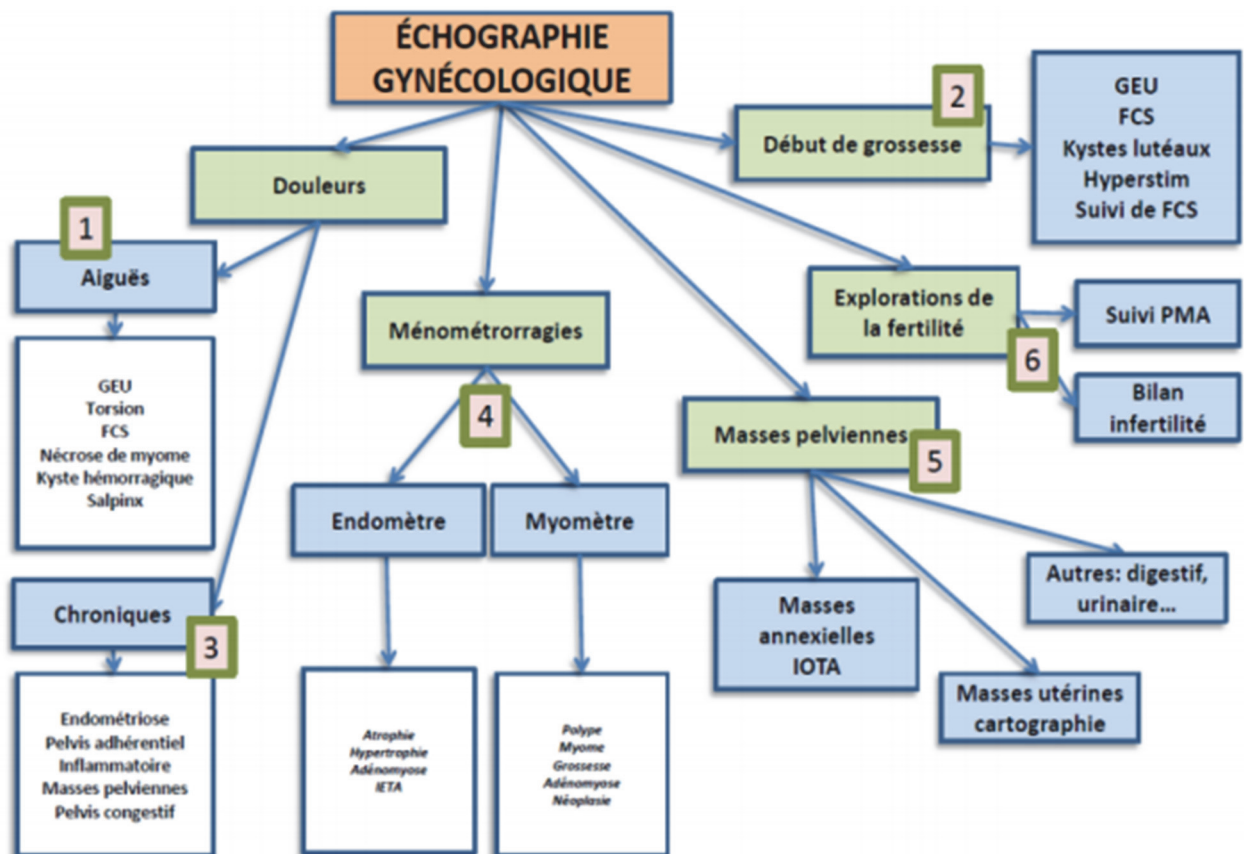 ÉCHOGRAPHIE
GYNÉCOLOGIQUE
Douleurs
1
Aiguës
GEU
Torsion
FCS
Nécrose de myome
Kyste hémorragique
Salpinx
Chroniques
3
Endométriose
Pelvis adhérentiel
Inflammatoire
Masses pelviennes
Pelvis congestif
Ménométrorragies
4
Endomètre
Myomètre
Atrophie
Hypertrophie
Adénomyose
IETA
Polype
Myome
Grossesse
Adénomyose
Néoplasie
2
Début de grossesse
GEU
FCS
Kystes lutéaux
Hyperstim
Suivi de FCS
Explorations de
la fertilité
6
Suivi PMA
Bilan
infertilité
Masses pelviennes
5
Masses
annexielles
IOTA
Autres: digestif,
urinaire...
Masses utérines
cartographie